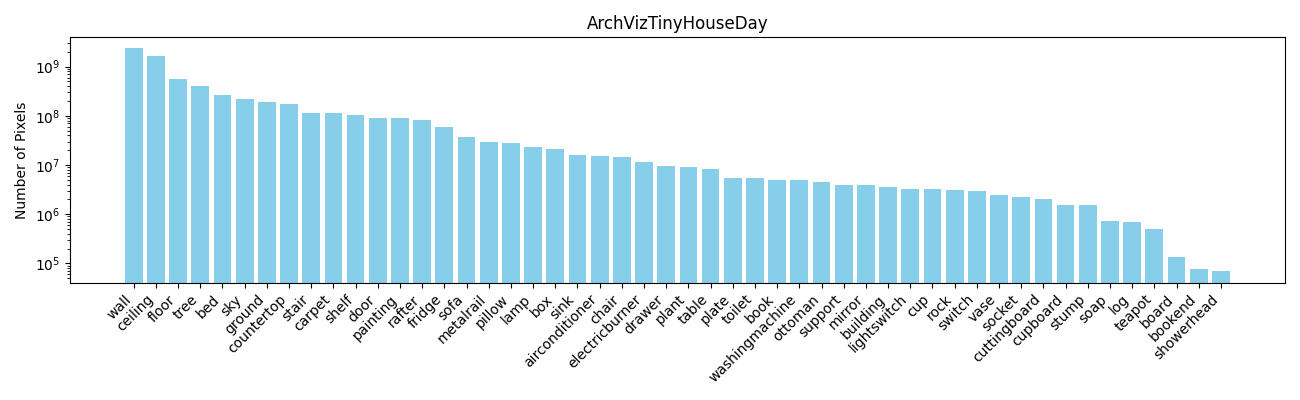 ArchVizTinyHouseDay
Number of Pixels
10⁹
10⁸
10⁷
10⁶
10⁵
wall
ceiling
floor
tree
bed
sky
ground
countertop
stair
carpet
shelf
door
painting
rafter
fridge
sofa
metalrail
pillow
lamp
box
sink
airconditioner
chair
electricburner
drawer
plant
table
plate
toilet
book
washingmachine
ottoman
support
mirror
building
lightswitch
cup
rock
switch
vase
socket
cuttingboard
cupboard
stump
soap
log
teapot
board
bookend
showerhead